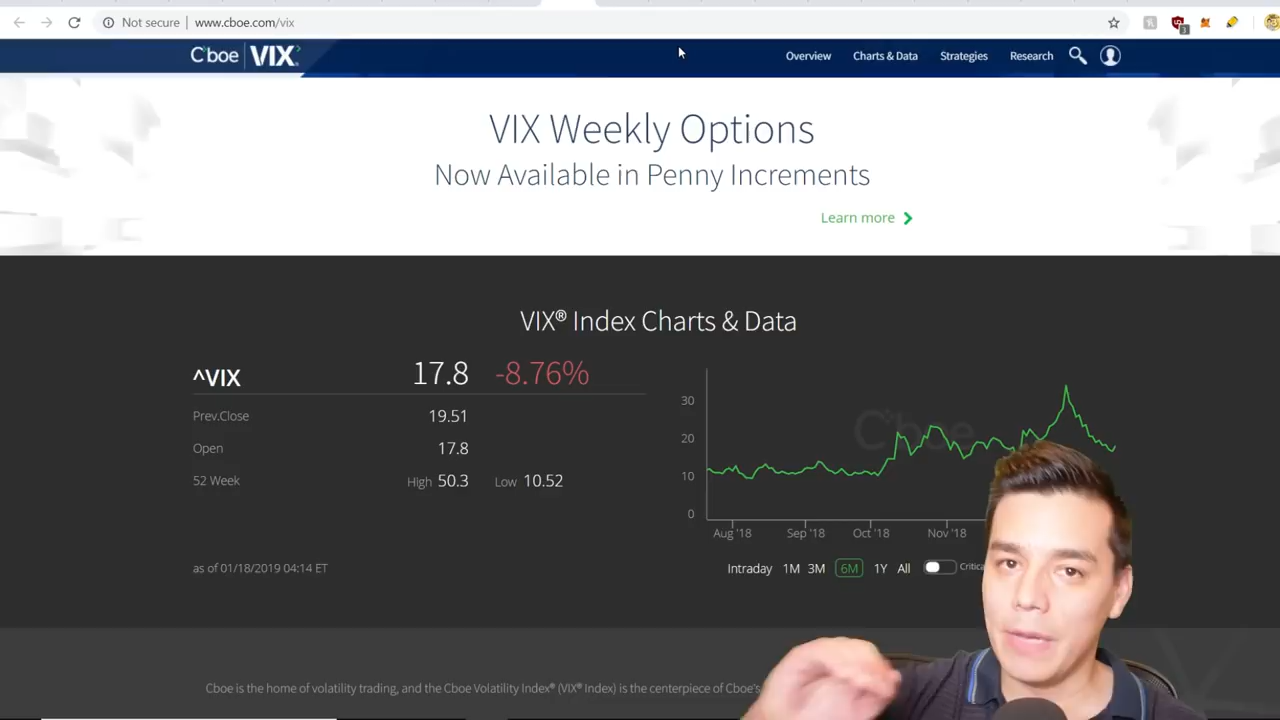 Not secure | www.cboe.com/vix
3
Cboe VIX®
Overview Charts & Data Strategies Research
VIX Weekly Options
Now Available in Penny Increments
Learn more
VIX® Index Charts & Data
^VIX 17.8 -8.76%
Prev.Close 19.51
Open 17.8
52 Week High 50.3 Low 10.52
as of 01/18/2019 04:14 ET
30
20
10
0
Cboe
Aug '18 Sep '18 Oct '18 Nov '18
Intraday 1M 3M 6M 1Y All Critica
Cboe is the home of volatility trading, and the Cboe Volatility Index® (VIX® Index) is the centerpiece of Cboe's